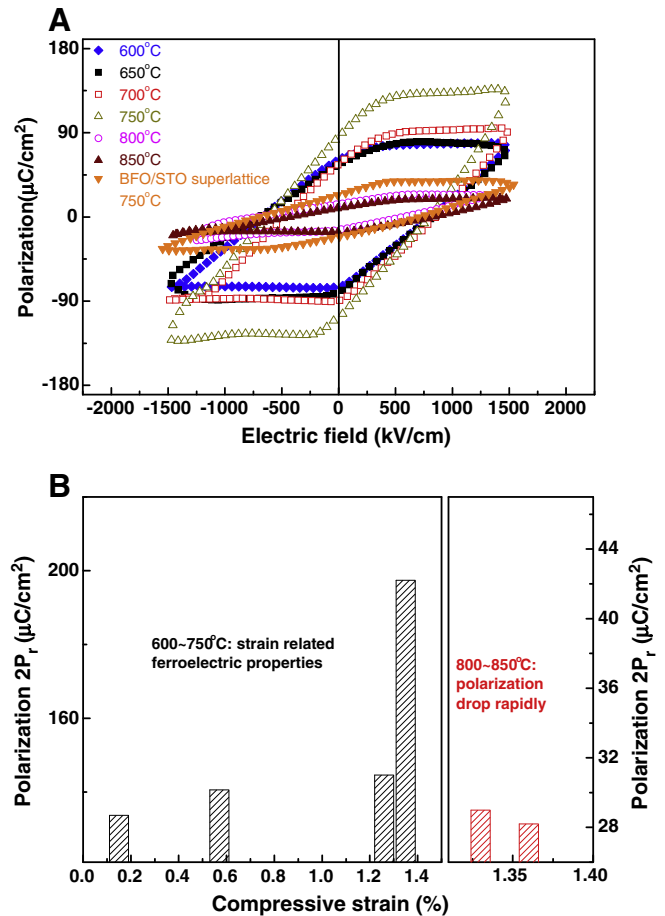 A
180
90
0
-90
-180
Polarization(μC/cm²)
600°C
650°C
700°C
750°C
800°C
850°C
BFO/STO superlattice
750°C
-2000 -1500 -1000 -500 0 500 1000 1500 2000
Electric field (kV/cm)
B
200
160
Polarization 2Pr (μC/cm²)
600~750°C: strain related
ferroelectric properties
800~850°C:
polarization
drop rapidly
44
40
36
32
28
Polarization 2Pr (μC/cm²)
0.0 0.2 0.4 0.6 0.8 1.0 1.2 1.4
1.35 1.40
Compressive strain (%)